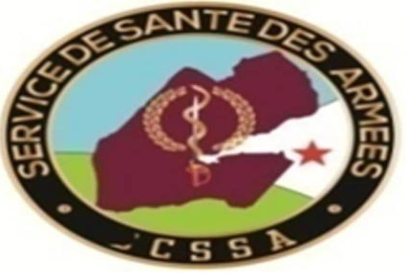 SERVICE DE SANTE DES ARMEES
CSSA